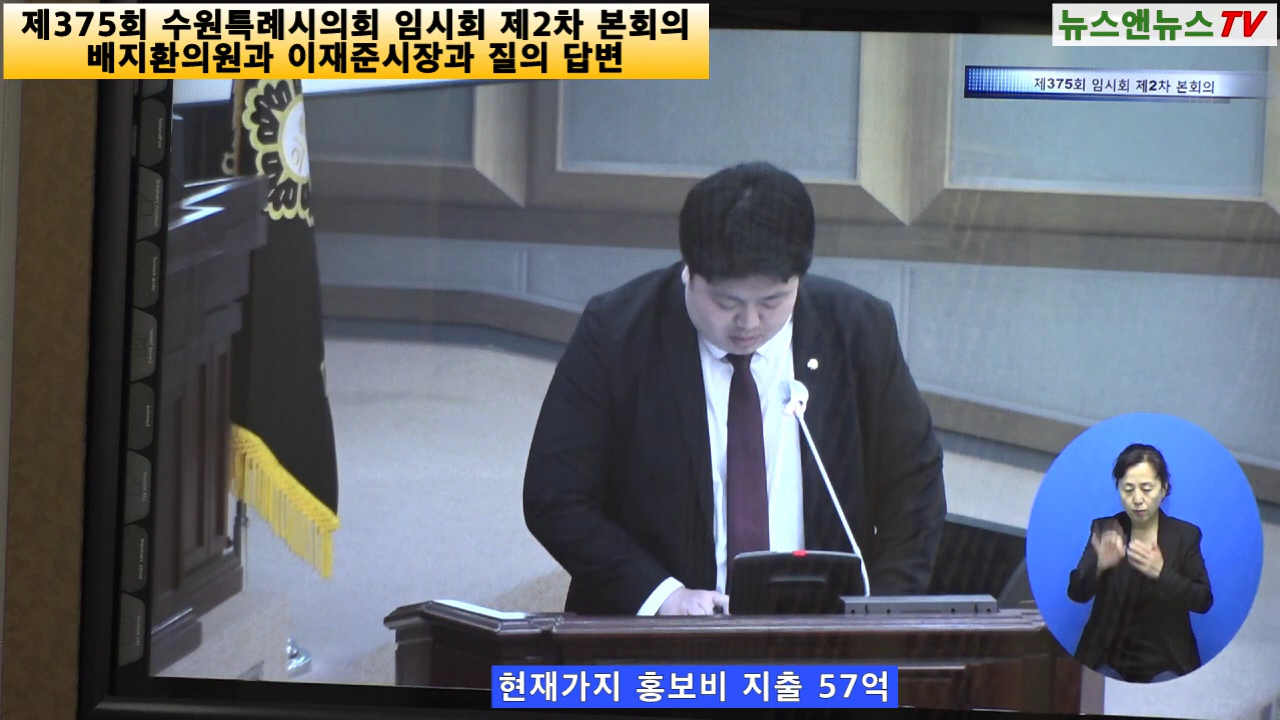 제375회 수원특례시의회 임시회 제2차 본회의
배지환의원과 이재준시장과 질의 답변
뉴스앤뉴스TV
제375회 임시회 제2차 본회의
현재가지 홍보비 지출 57억